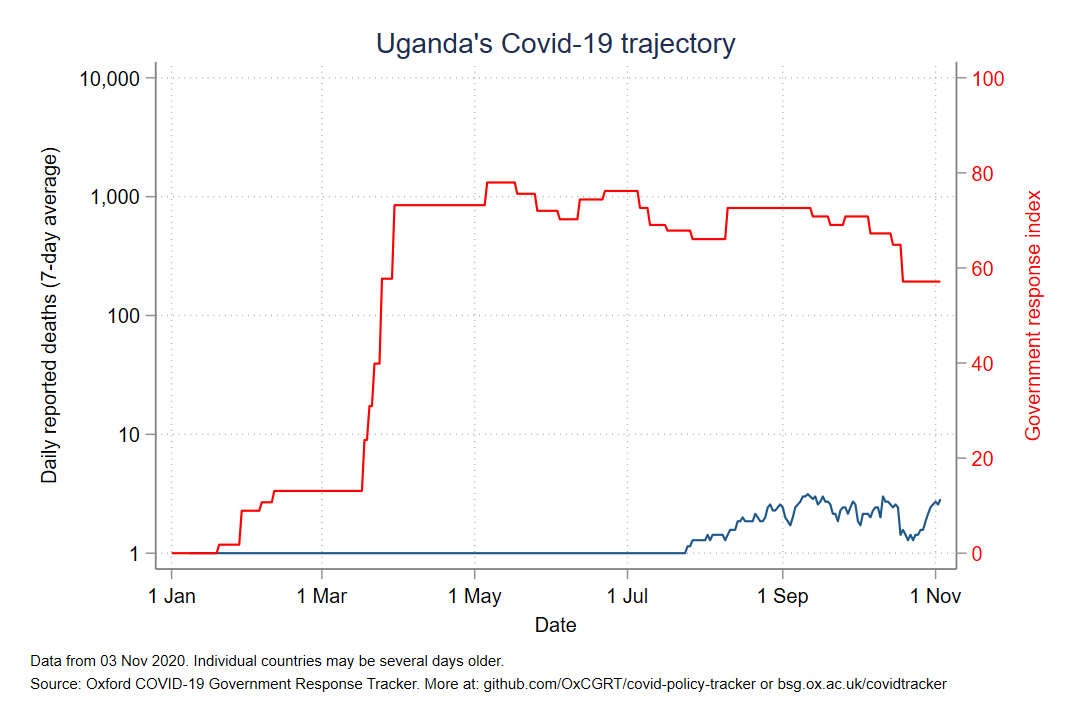 Uganda's Covid-19 trajectory
10,000
1,000
100
10
1
Daily reported deaths (7-day average)
100
80
60
40
20
0
Government response index
1 Jan
1 Mar
1 May
1 Jul
1 Sep
1 Nov
Date
Data from 03 Nov 2020. Individual countries may be several days older.
Source: Oxford COVID-19 Government Response Tracker. More at: github.com/OxCGRT/covid-policy-tracker or bsg.ox.ac.uk/covidtracker